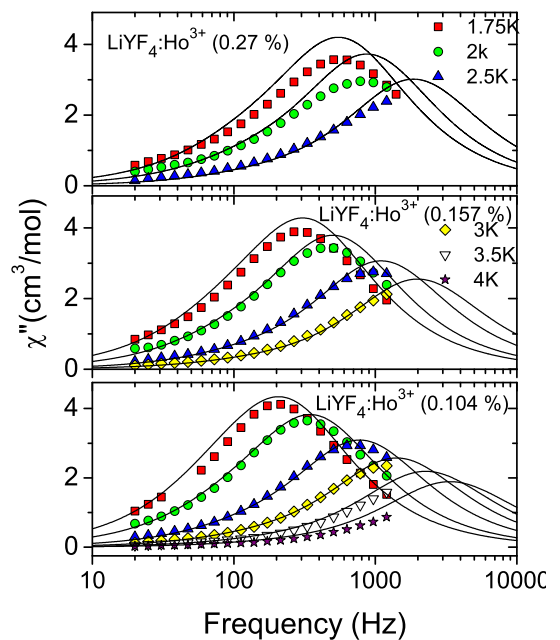 LiYF₄:Ho³⁺ (0.27 %)
1.75K
2k
2.5K
4
2
0
LiYF₄:Ho³⁺ (0.157 %)
3K
3.5K
4K
4
2
0
χ"(cm³/mol)
LiYF₄:Ho³⁺ (0.104 %)
4
2
0
10 100 1000 10000
Frequency (Hz)